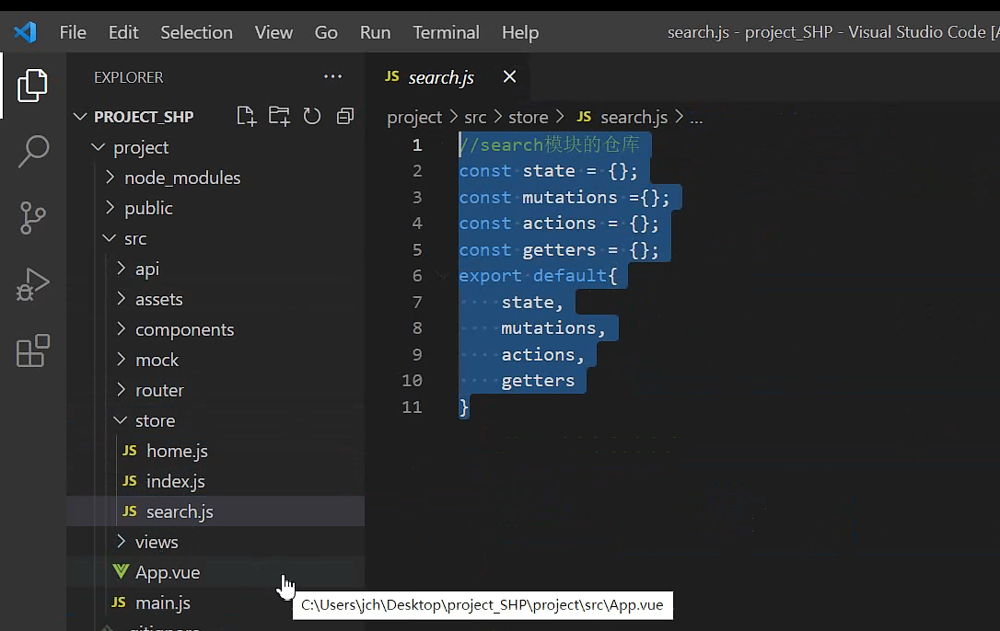 File Edit Selection View Go Run Terminal Help
search.js - project_SHP - Visual Studio Code [A
EXPLORER
JS search.js
PROJECT_SHP
project > src > store > JS search.js > ...
project
node_modules
public
src
api
assets
components
mock
router
store
JS home.js
JS index.js
JS search.js
views
App.vue
JS main.js
.gitignore
1 //search模块的仓库
2 const state = {};
3 const mutations ={};
4 const actions = {};
5 const getters = {};
6 export default{
7 state,
8 mutations,
9 actions,
10 getters
11 }
C:\Users\jch\Desktop\project_SHP\project\src\App.vue